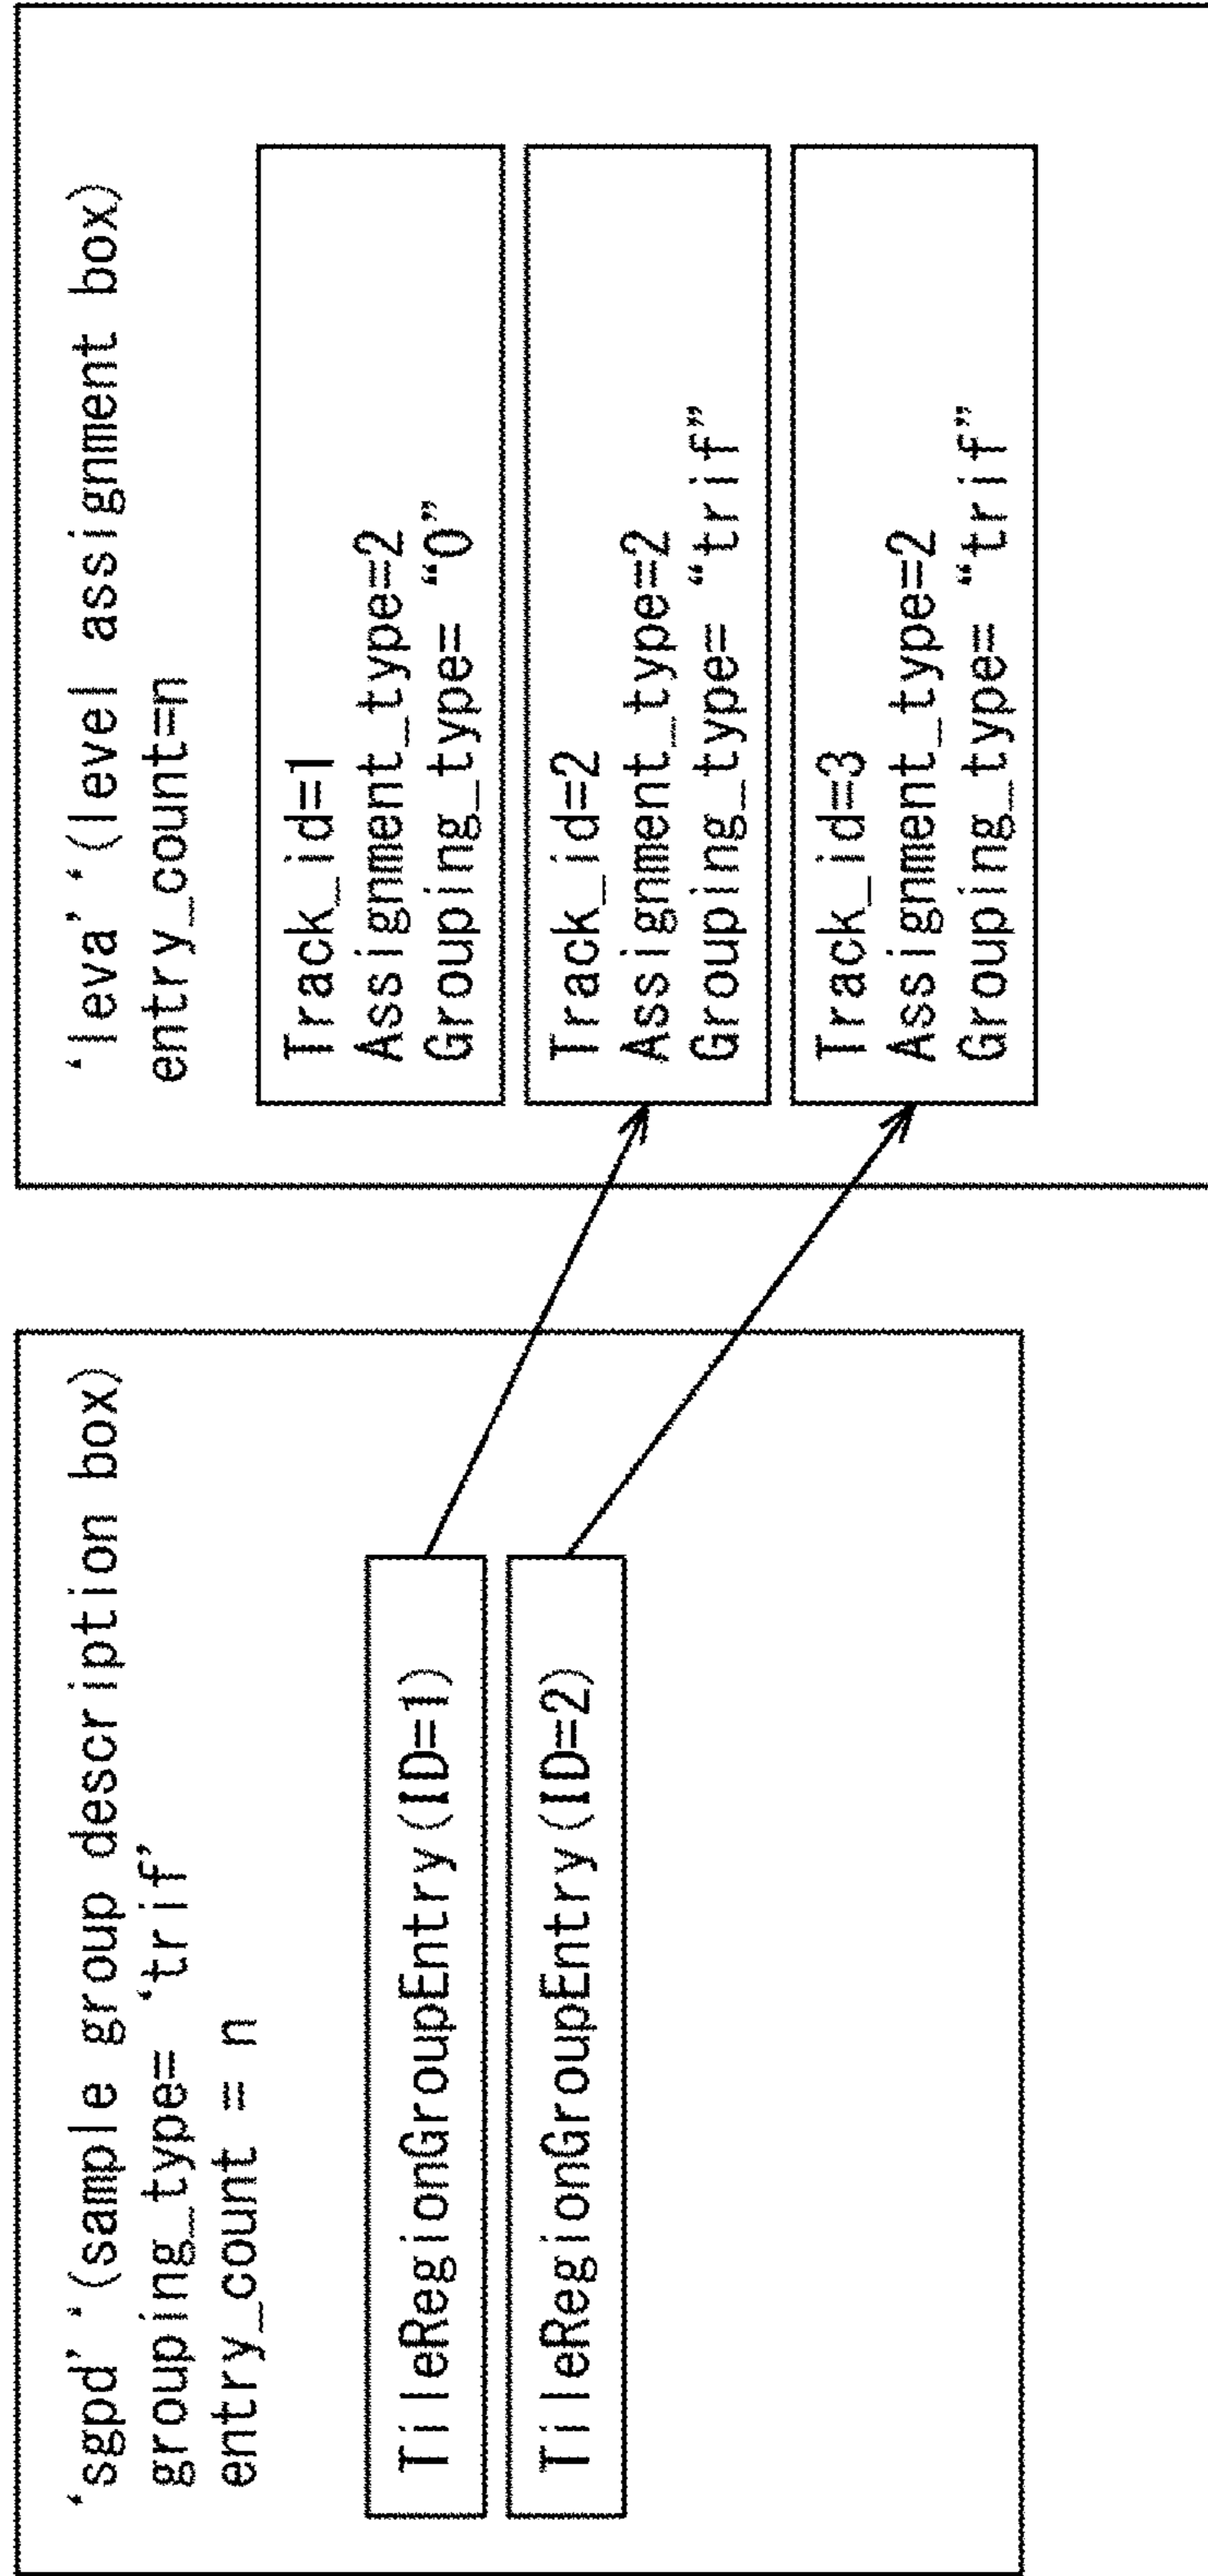 ‘sgpd’ ‘(sample group description box)
grouping_type= ‘trif’
entry_count = n
TileRegionGroupEntry(ID=1)
TileRegionGroupEntry(ID=2)
‘leva’ ‘(level assignment box)
entry_count=n
Track_id=1
Assignment_type=2
Grouping_type= “0”
Track_id=2
Assignment_type=2
Grouping_type= “trif”
Track_id=3
Assignment_type=2
Grouping_type= “trif”